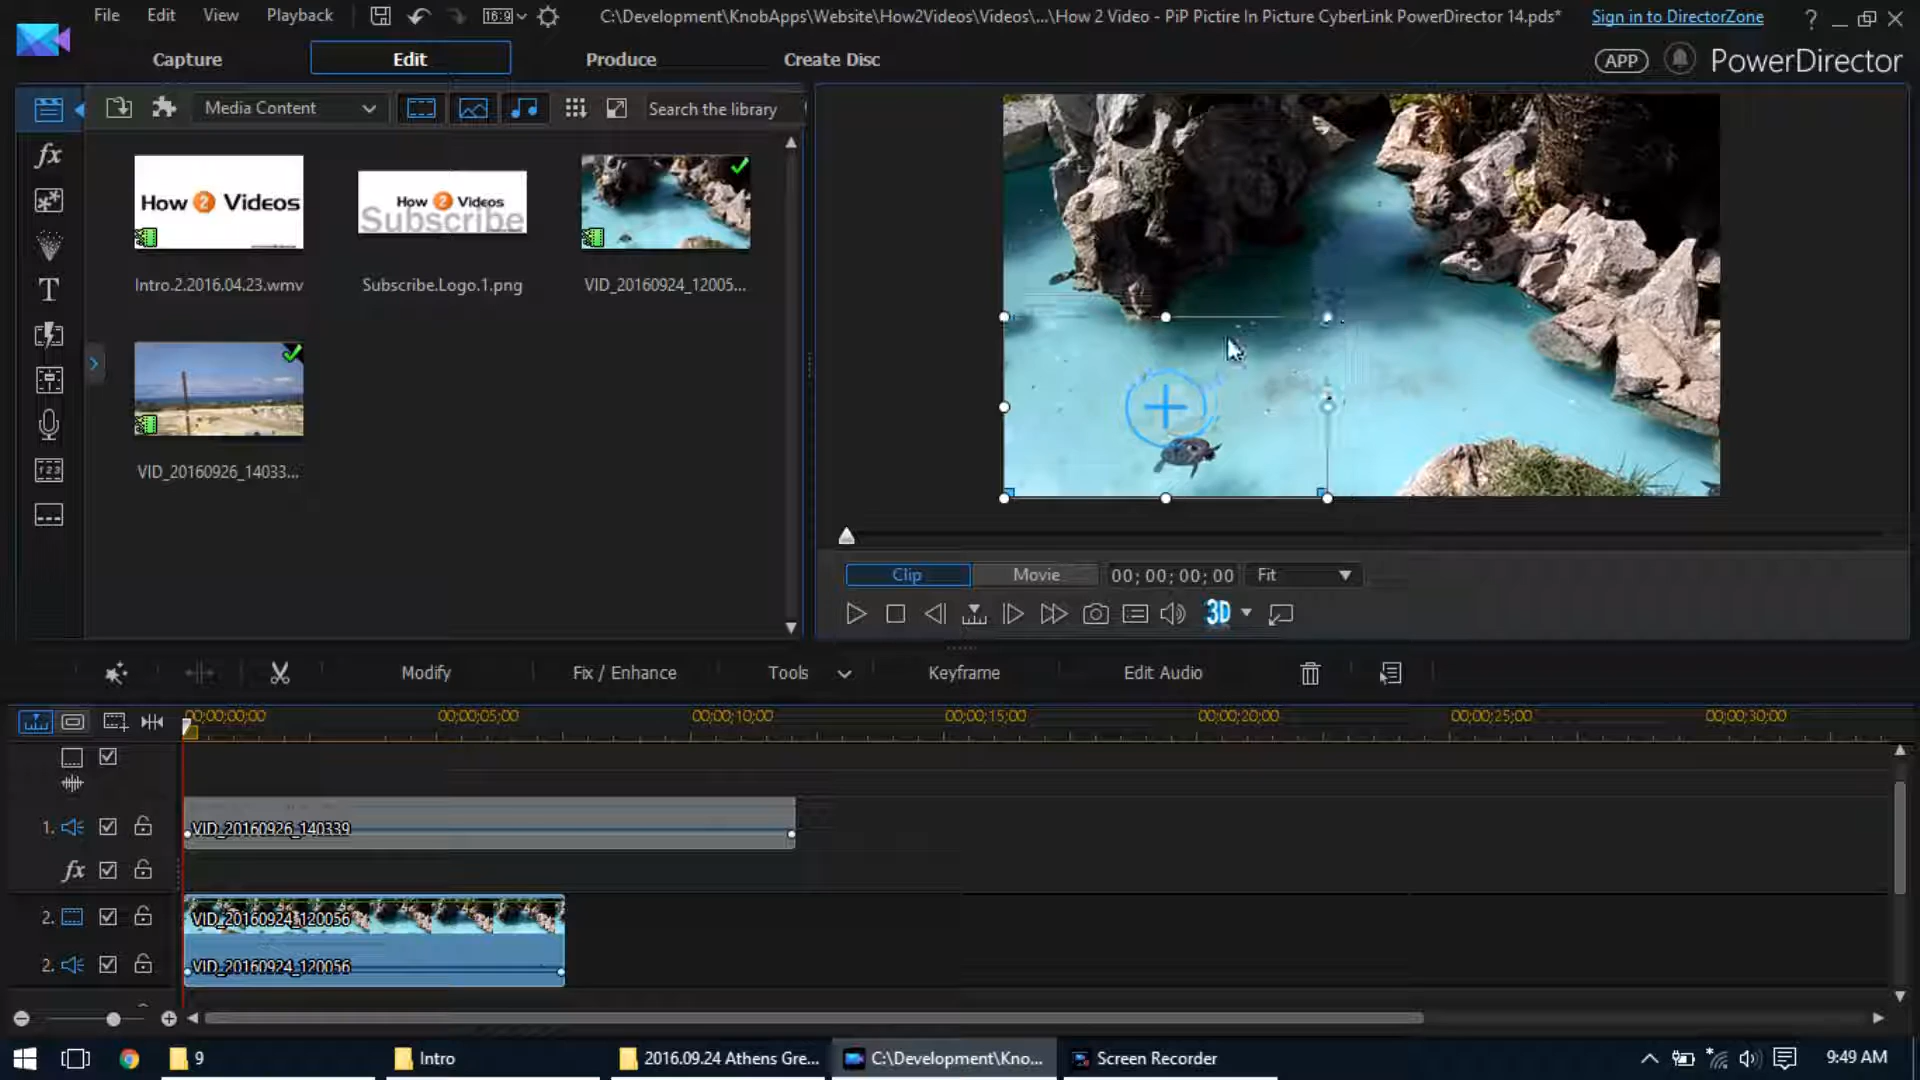 File Edit View Playback 16:9 C:\Development\KnobApps\Website\How2Videos\Videos\...\How 2 Video - PiP Pictire In Picture CyberLink PowerDirector 14.pds* Sign in to DirectorZone ?
Capture Edit Produce Create Disc APP PowerDirector
Media Content Search the library
fx
How 2 Videos
How 2 Videos
Subscribe
Intro.2.2016.04.23.wmv Subscribe.Logo.1.png VID_20160924_12005...
T
VID_20160926_14033...
123
Clip Movie 00;00;00;00 Fit
3D
Modify Fix / Enhance Tools Keyframe Edit Audio
00;00;00;00 00;00;05;00 00;00;10;00 00;00;15;00 00;00;20;00 00;00;25;00 00;00;30;00
1. VID_20160926_140339
fx
2. VID_20160924_120056
2. VID_20160924_120056
9 Intro 2016.09.24 Athens Gre... C:\Development\Kno... Screen Recorder 9:49 AM